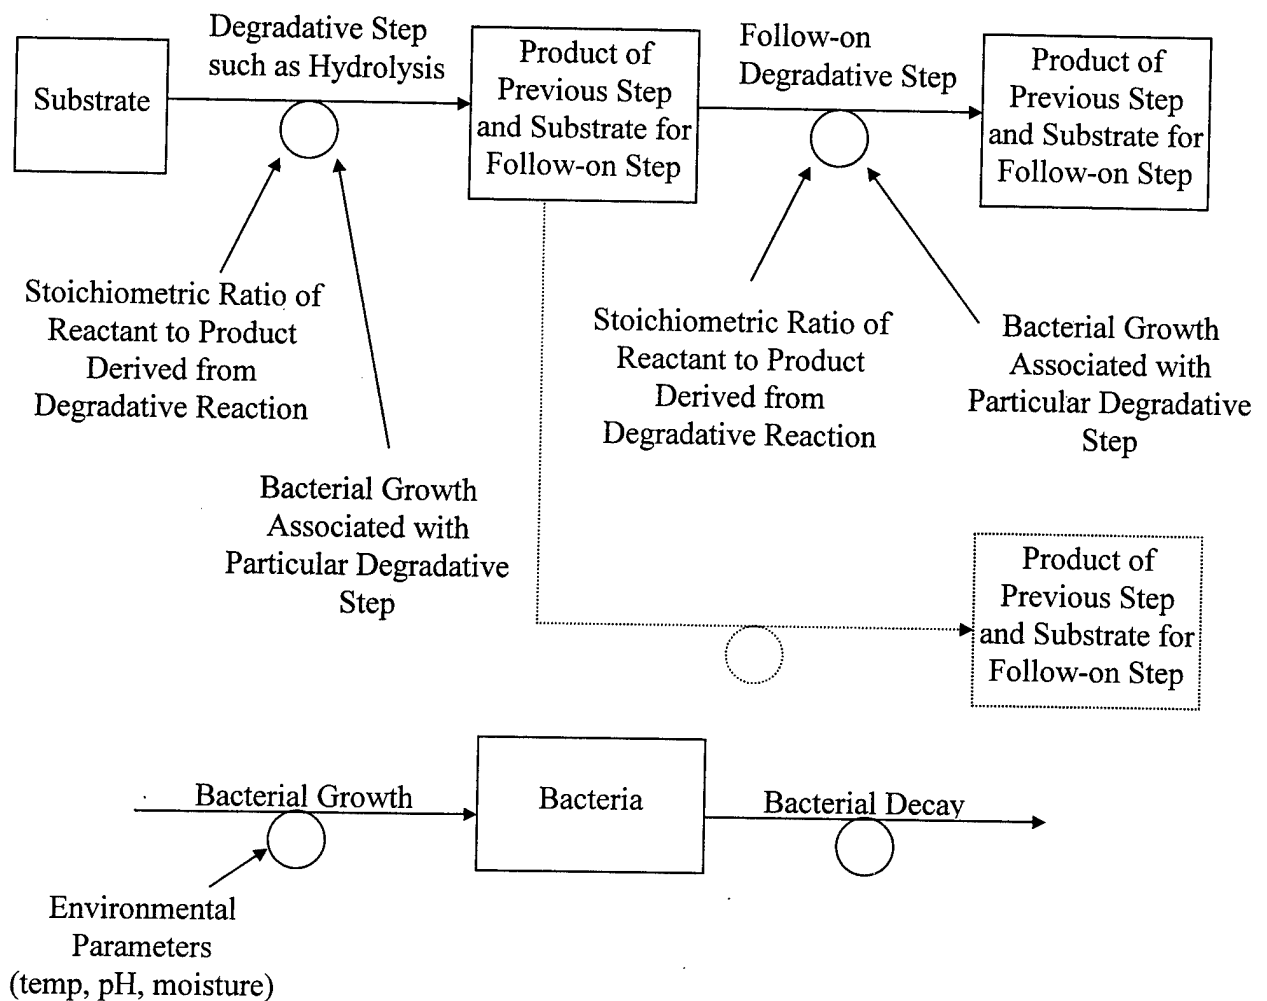 Degradative Step
such as Hydrolysis
Substrate
Product of
Previous Step
and Substrate for
Follow-on Step
Follow-on
Degradative Step
Product of
Previous Step
and Substrate for
Follow-on Step
Stoichiometric Ratio of
Reactant to Product
Derived from
Degradative Reaction
Bacterial Growth
Associated with
Particular Degradative
Step
Stoichiometric Ratio of
Reactant to Product
Derived from
Degradative Reaction
Bacterial Growth
Associated with
Particular Degradative
Step
Product of
Previous Step
and Substrate for
Follow-on Step
Bacterial Growth
Bacteria
Bacterial Decay
Environmental
Parameters
(temp, pH, moisture)